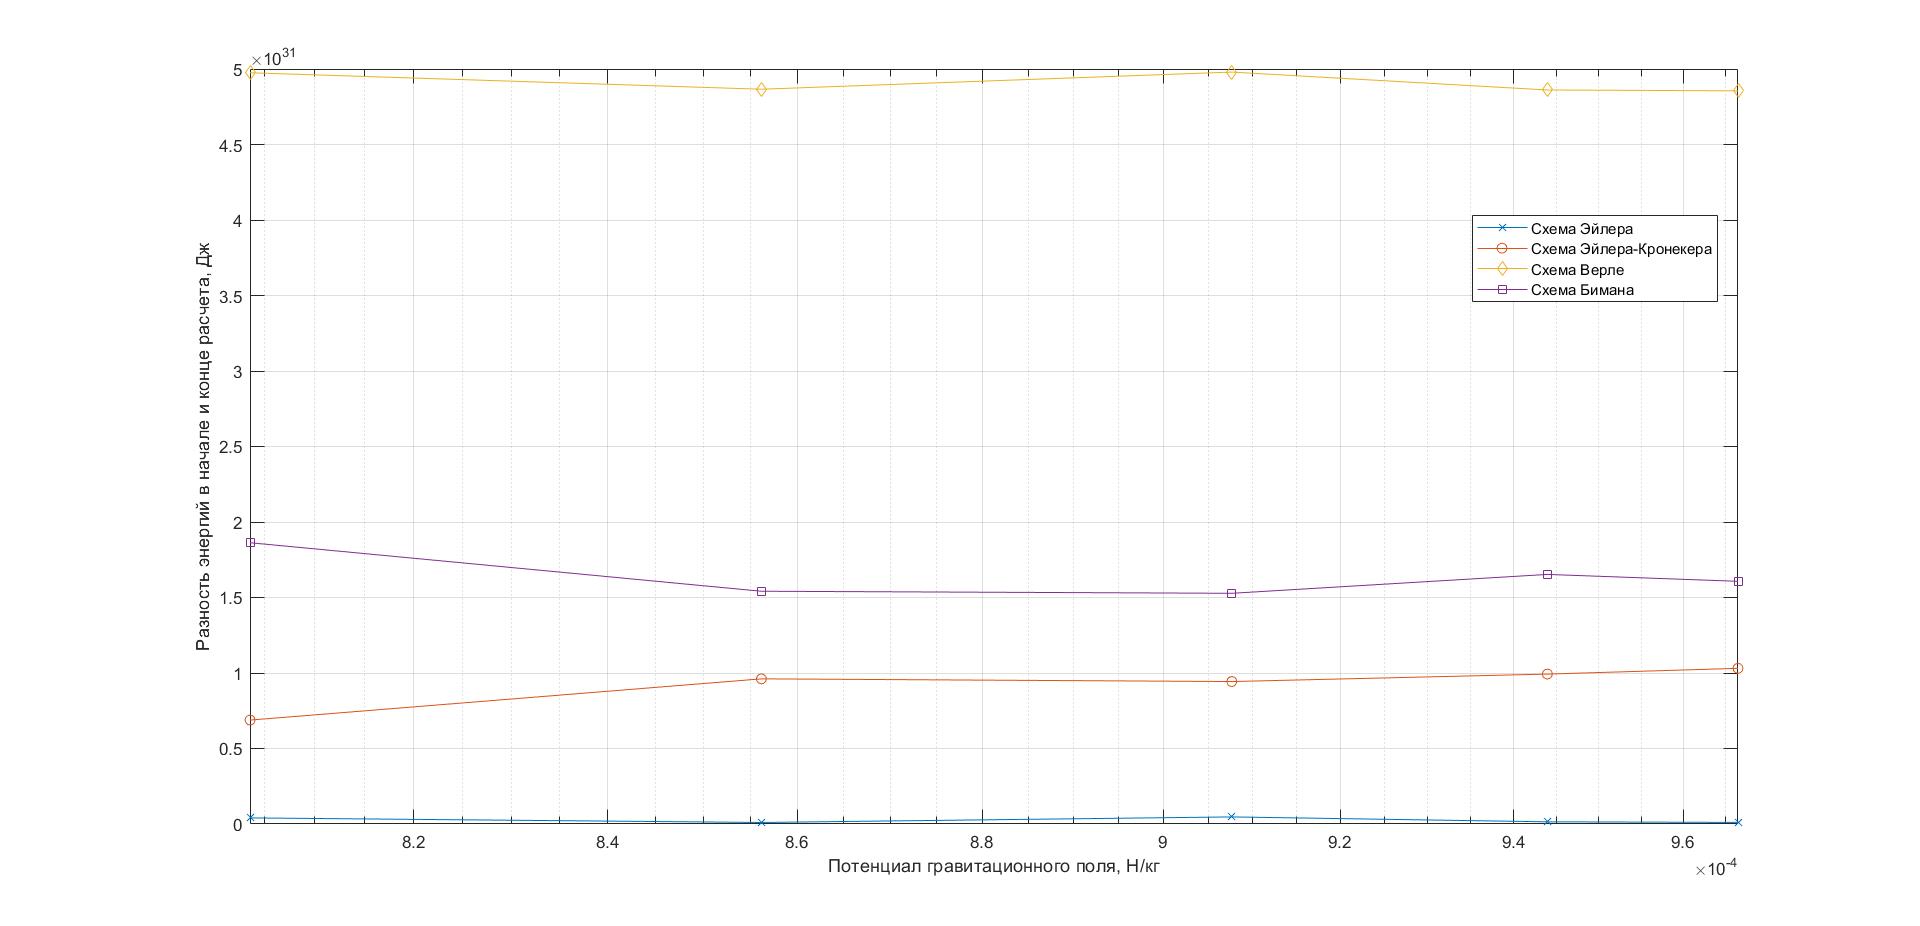 ×10^31
5
4.5
4
3.5
3
2.5
2
1.5
1
0.5
0
Разность энергий в начале и конце расчета, Дж
Схема Эйлера
Схема Эйлера-Кронекера
Схема Верле
Схема Бимана
8.2 8.4 8.6 8.8 9 9.2 9.4 9.6
Потенциал гравитационного поля, Н/кг
×10^-4